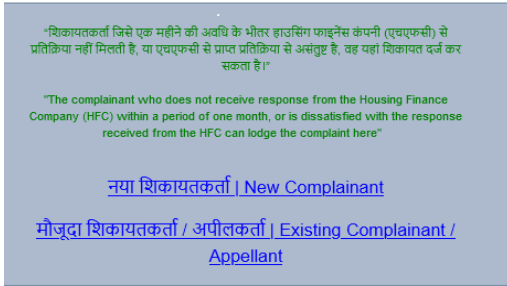 "शिकायतकर्ता जिसे एक महीने की अवधि के भीतर हाउसिंग फाइनेंस कंपनी (एचएफसी) से
प्रतिक्रिया नहीं मिलती है, या एचएफसी से प्राप्त प्रतिक्रिया से असंतुष्ट है, वह यहां शिकायत दर्ज कर
सकता है।"
"The complainant who does not receive response from the Housing Finance
Company (HFC) within a period of one month, or is dissatisfied with the response
received from the HFC can lodge the complaint here"
नया शिकायतकर्ता | New Complainant
मौजूदा शिकायतकर्ता / अपीलकर्ता | Existing Complainant /
Appellant